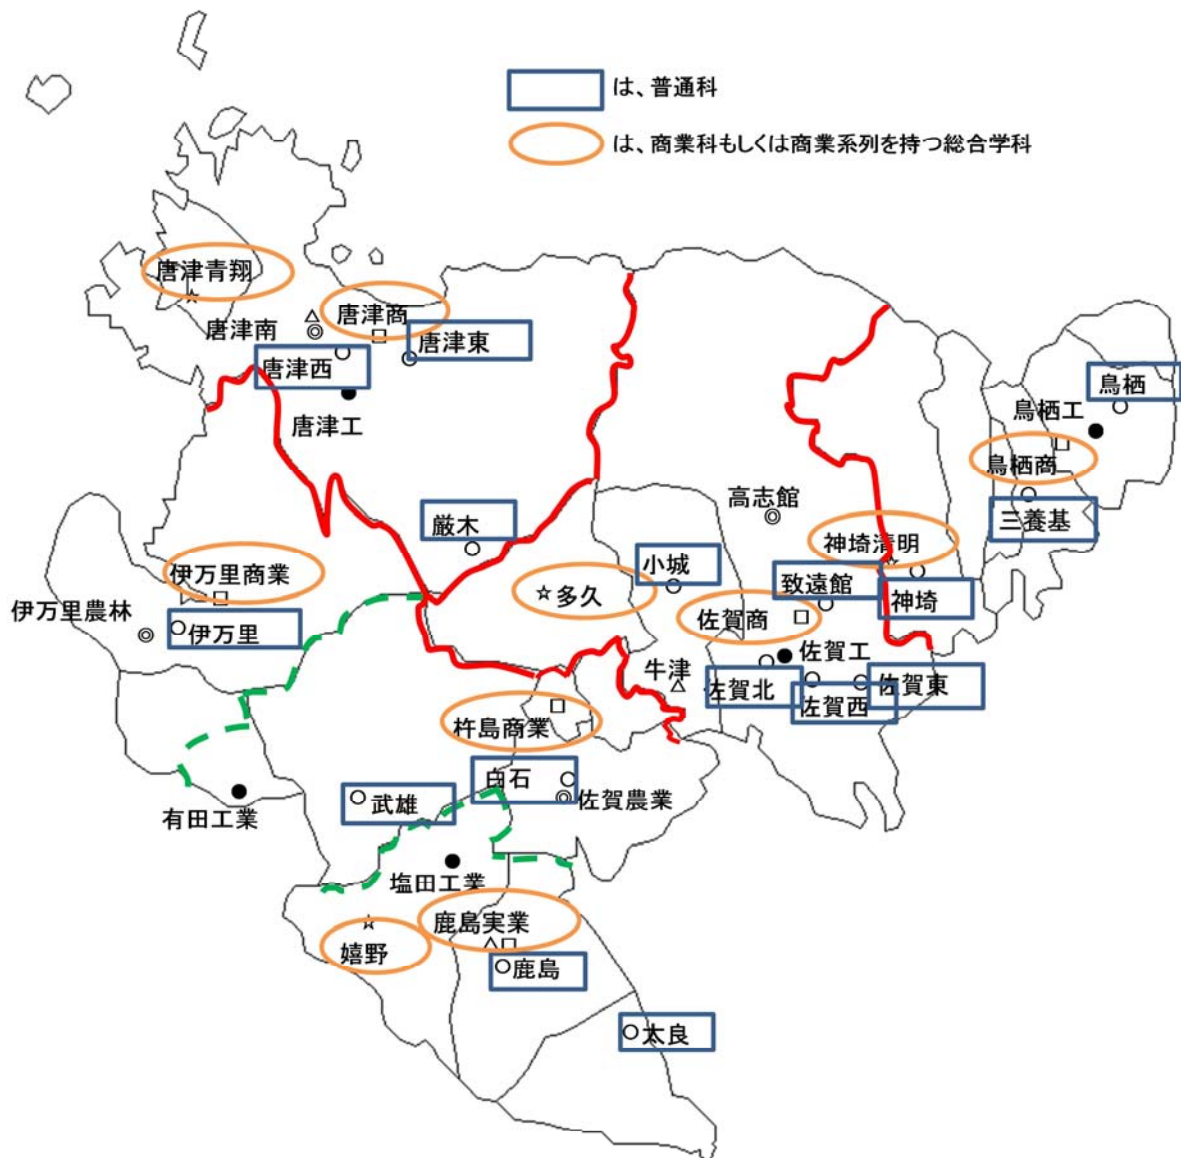 は、普通科
は、商業科もしくは商業系列を持つ総合学科
唐津青翔
唐津商
唐津南
唐津東
唐津西
唐津工
鳥栖
鳥栖工
鳥栖商
三養基
高志館
厳木
神埼清明
小城
致遠館
神埼
伊万里商業
多久
佐賀商
伊万里農林
伊万里
佐賀工
牛津
佐賀北
佐賀西
佐賀東
杵島商業
白石
佐賀農業
武雄
有田工業
塩田工業
鹿島実業
嬉野
鹿島
太良